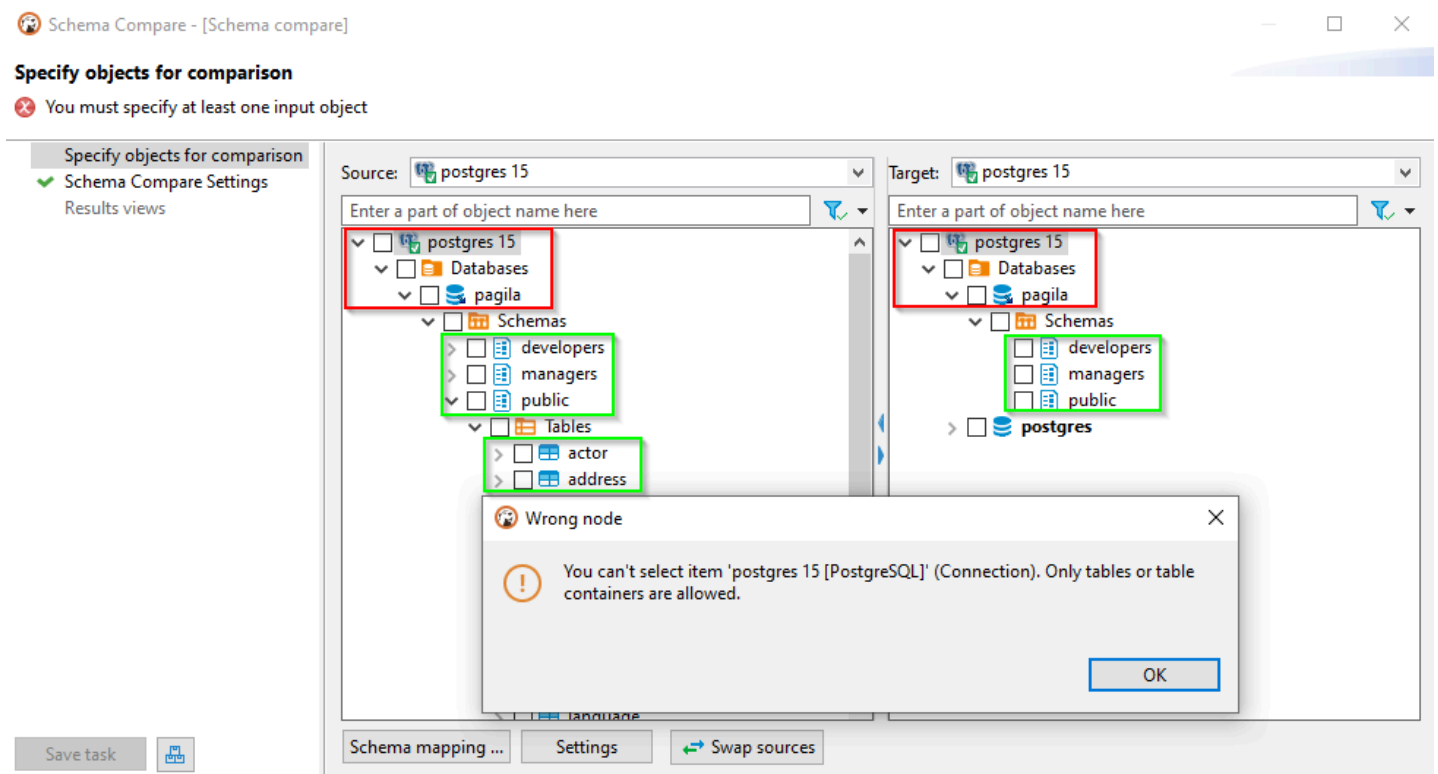 Schema Compare - [Schema compare]
Specify objects for comparison
You must specify at least one input object
Specify objects for comparison
Schema Compare Settings
Results views
Source: postgres 15
Enter a part of object name here
postgres 15
Databases
pagila
Schemas
developers
managers
public
Tables
actor
address
language
Target: postgres 15
Enter a part of object name here
postgres 15
Databases
pagila
Schemas
developers
managers
public
postgres
Wrong node
You can't select item 'postgres 15 [PostgreSQL]' (Connection). Only tables or table
containers are allowed.
OK
Schema mapping ...
Settings
Swap sources
Save task